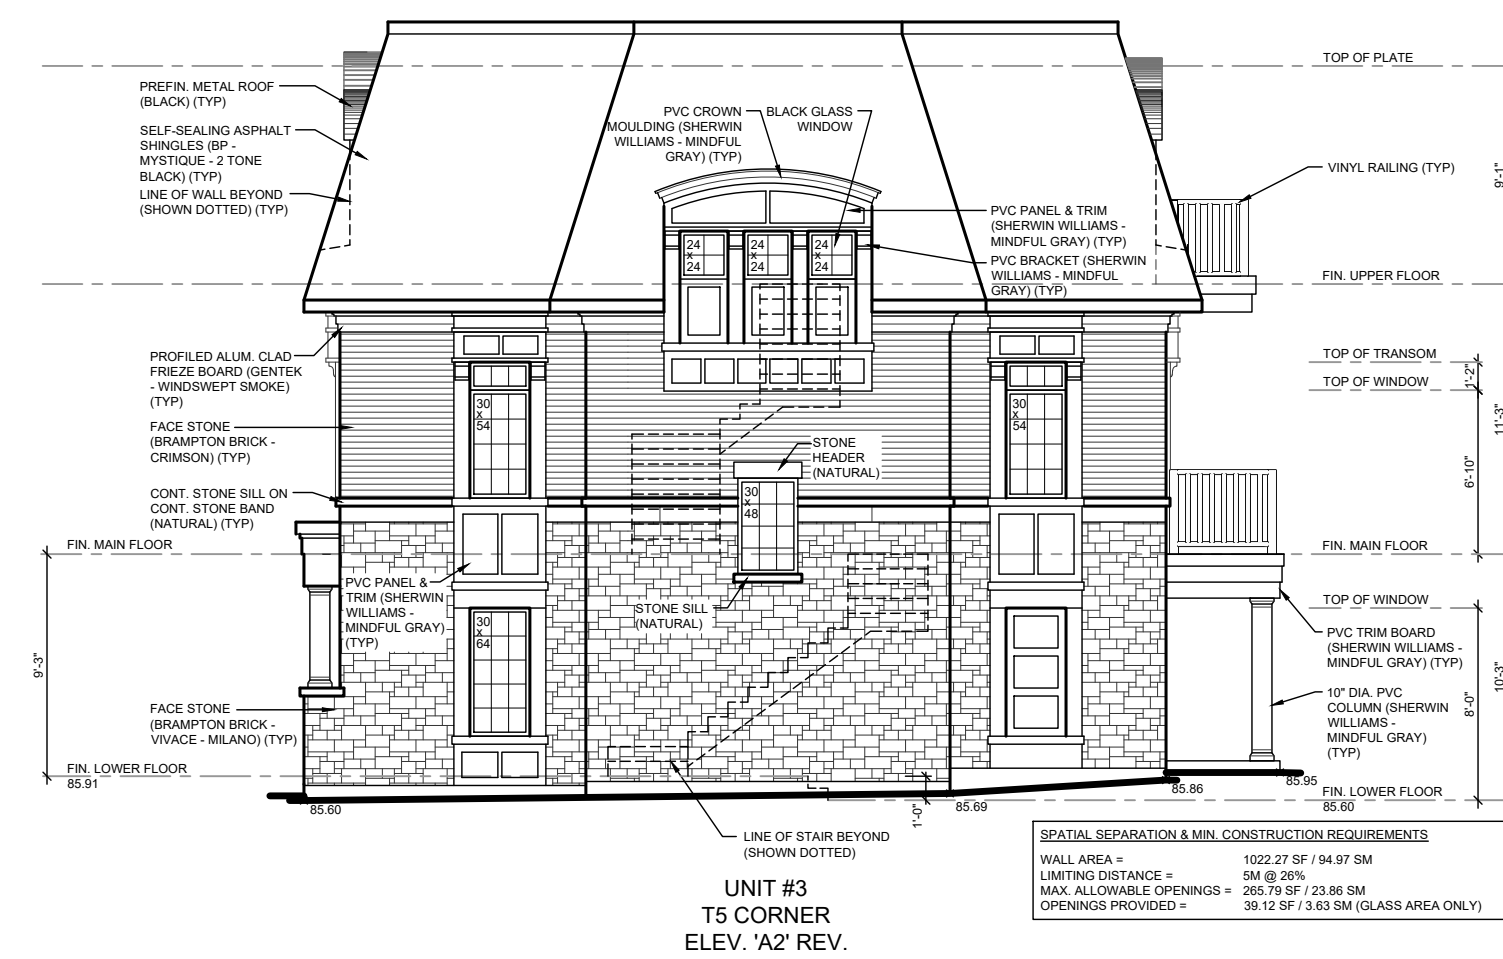 PREFIN. METAL ROOF
(BLACK) (TYP)
SELF-SEALING ASPHALT
SHINGLES (BP -
MYSTIQUE - 2 TONE
BLACK) (TYP)
LINE OF WALL BEYOND
(SHOWN DOTTED) (TYP)
PVC CROWN
MOULDING (SHERWIN
WILLIAMS - MINDFUL
GRAY) (TYP)
BLACK GLASS
WINDOW
TOP OF PLATE
VINYL RAILING (TYP)
9'-1"
PVC PANEL & TRIM
(SHERWIN WILLIAMS -
MINDFUL GRAY) (TYP)
PVC BRACKET (SHERWIN
WILLIAMS - MINDFUL
GRAY) (TYP)
24
x
24
24
x
24
24
x
24
FIN. UPPER FLOOR
PROFILED ALUM. CLAD
FRIEZE BOARD (GENTEK
- WINDSWEPT SMOKE)
(TYP)
FACE STONE
(BRAMPTON BRICK -
CRIMSON) (TYP)
CONT. STONE SILL ON
CONT. STONE BAND
(NATURAL) (TYP)
30
x
54
30
x
54
STONE
HEADER
(NATURAL)
30
x
48
TOP OF TRANSOM
1'-2"
TOP OF WINDOW
11'-3"
6'-10"
FIN. MAIN FLOOR
FIN. MAIN FLOOR
PVC PANEL &
TRIM (SHERWIN
WILLIAMS -
MINDFUL GRAY)
(TYP)
STONE SILL
(NATURAL)
30
x
64
TOP OF WINDOW
PVC TRIM BOARD
(SHERWIN WILLIAMS -
MINDFUL GRAY) (TYP)
9'-3"
10'-3"
8'-0"
10" DIA. PVC
COLUMN (SHERWIN
WILLIAMS -
MINDFUL GRAY)
(TYP)
FACE STONE
(BRAMPTON BRICK -
VIVACE - MILANO) (TYP)
FIN. LOWER FLOOR
85.91
85.60
1'-0"
85.69
85.86
85.95
FIN. LOWER FLOOR
85.60
LINE OF STAIR BEYOND
(SHOWN DOTTED)
UNIT #3
T5 CORNER
ELEV. 'A2' REV.
SPATIAL SEPARATION & MIN. CONSTRUCTION REQUIREMENTS
WALL AREA = 1022.27 SF / 94.97 SM
LIMITING DISTANCE = 5M @ 26%
MAX. ALLOWABLE OPENINGS = 265.79 SF / 23.86 SM
OPENINGS PROVIDED = 39.12 SF / 3.63 SM (GLASS AREA ONLY)